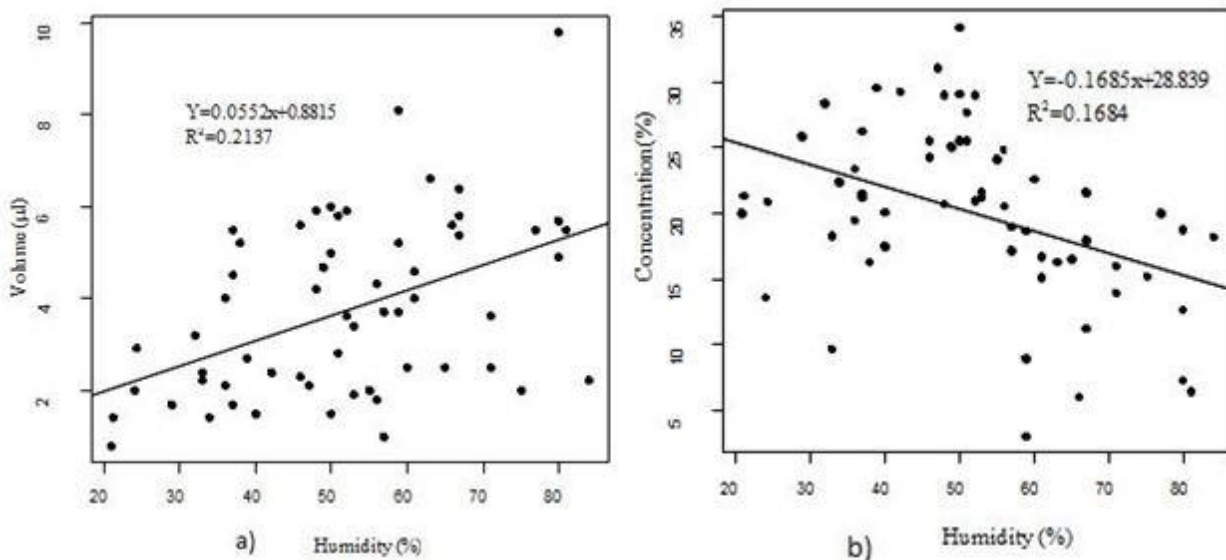 Y=0.0552x+0.8815
R²=0.2137
Volume (µl)
10
8
6
4
2
20 30 40 50 60 70 80
a)
Humidity (%)
Y=-0.1685x+28.839
R²=0.1684
Concentration(%)
35
30
25
20
15
10
5
20 30 40 50 60 70 80
b)
Humidity (%)